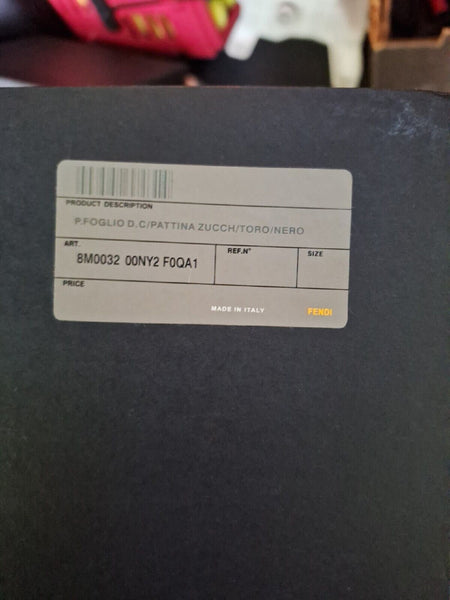 PRODUCT DESCRIPTION
P.FOGLIO D.C/PATTINA ZUCCH/TORO/NERO
ART.
8M0032 00NY2 F0QA1
REF.N°
SIZE
PRICE
MADE IN ITALY
FENDI